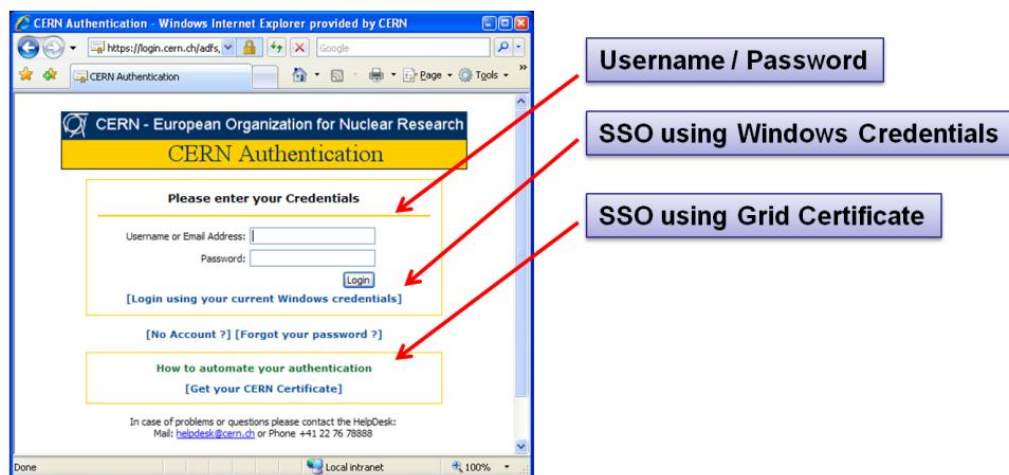 CERN Authentication - Windows Internet Explorer provided by CERN
https://login.cern.ch/adfs,
Google
CERN Authentication
Page
Tools
»
CERN - European Organization for Nuclear Research
CERN Authentication
Please enter your Credentials
Username or Email Address:
Password:
Login
[Login using your current Windows credentials]
[No Account ?] [Forgot your password ?]
How to automate your authentication
[Get your CERN Certificate]
In case of problems or questions please contact the HelpDesk:
Mail: helpdesk@cern.ch or Phone +41 22 76 78888
Done
Local intranet
100%
Username / Password
SSO using Windows Credentials
SSO using Grid Certificate